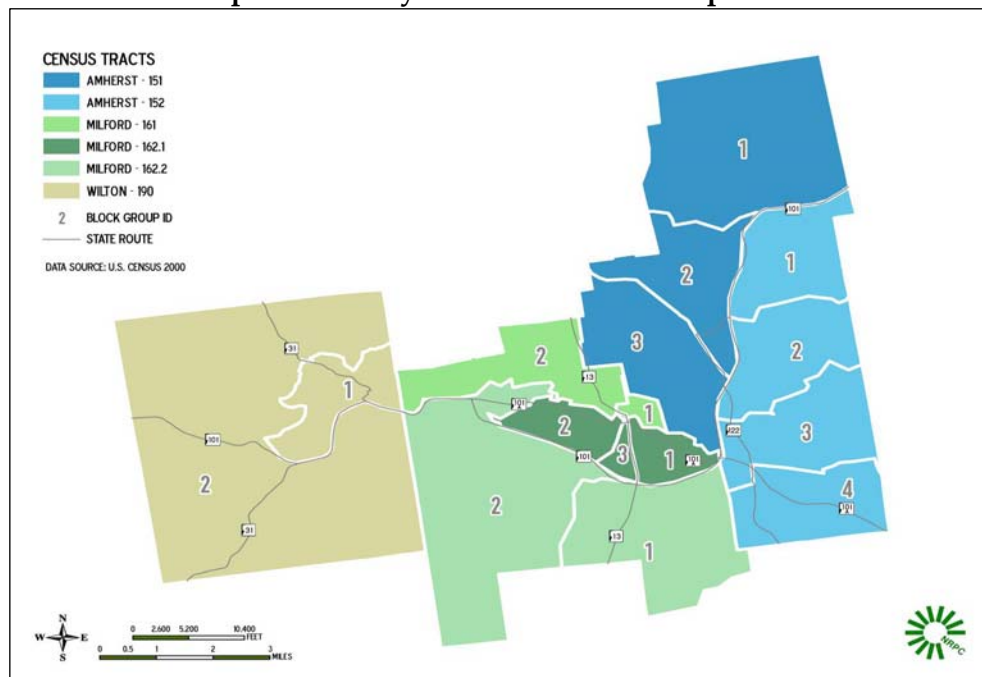 CENSUS TRACTS
AMHERST - 151
AMHERST - 152
MILFORD - 161
MILFORD - 162.1
MILFORD - 162.2
WILTON - 190
2 BLOCK GROUP ID
STATE ROUTE
DATA SOURCE: U.S. CENSUS 2000
1
101
2
1
31
3
2
2
13
1
1
101
A
2
122
3
101
2
101
3
1
101
A
4
2
2
101
A
31
13
1
N
W E
S
0 2,600 5,200 10,400
FEET
0 0.5 1 2 3
MILES
NRPC